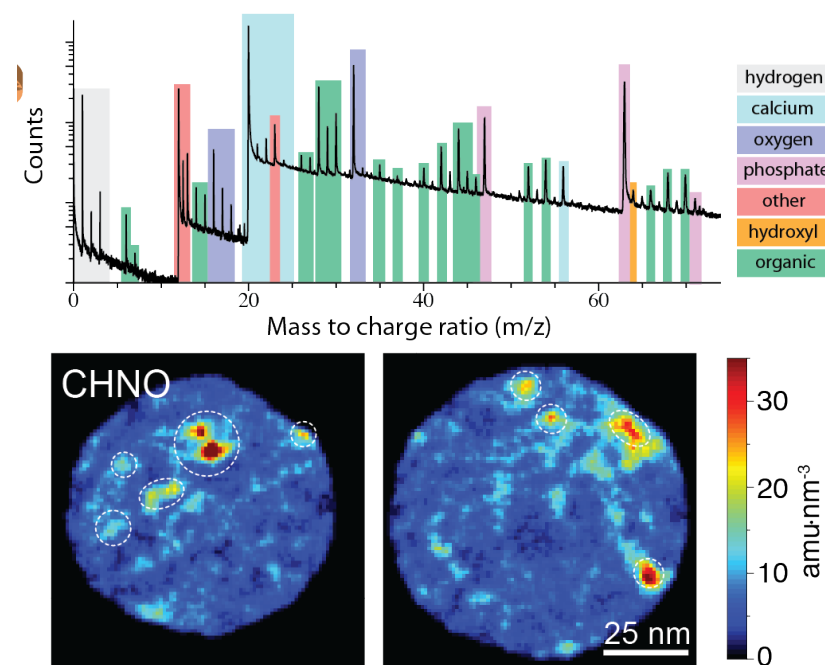 Counts
hydrogen
calcium
oxygen
phosphate
other
hydroxyl
organic
0 20 40 60
Mass to charge ratio (m/z)
CHNO
25 nm
30
20
10
0
amu·nm⁻³